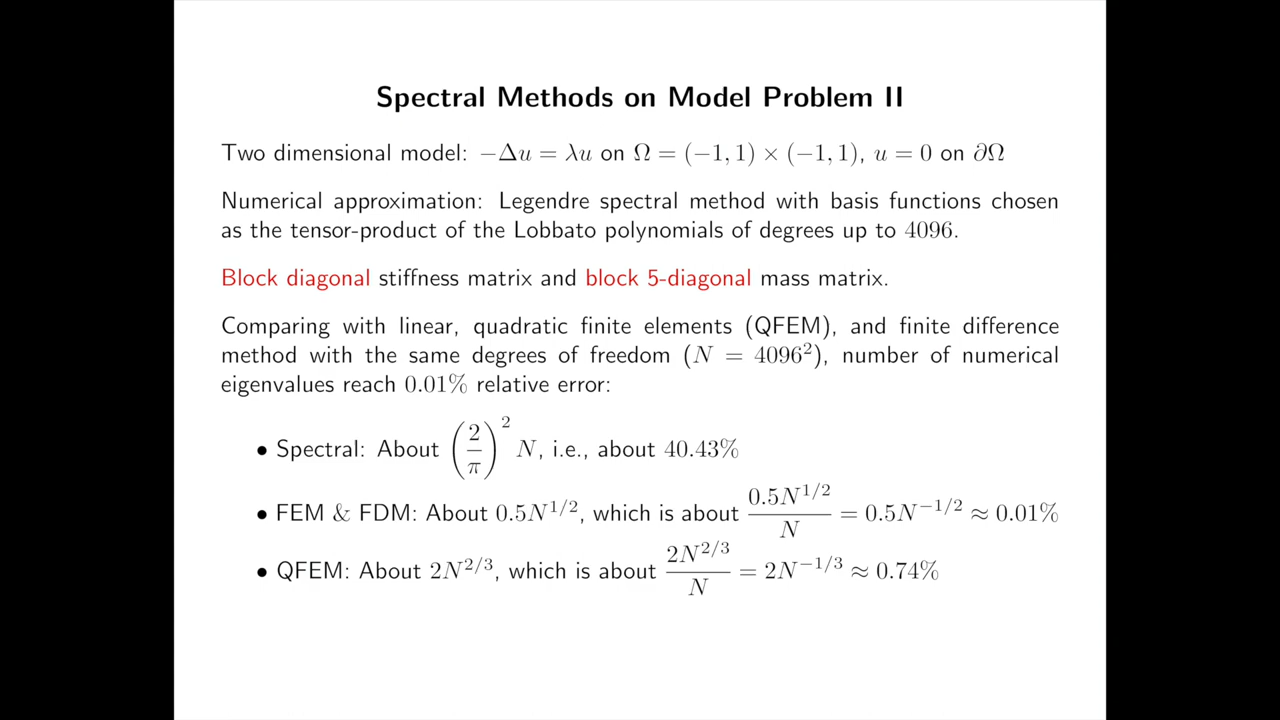 Spectral Methods on Model Problem II
Two dimensional model: −Δu = λu on Ω = (−1, 1) × (−1, 1), u = 0 on ∂Ω
Numerical approximation: Legendre spectral method with basis functions chosen
as the tensor-product of the Lobbato polynomials of degrees up to 4096.
Block diagonal stiffness matrix and block 5-diagonal mass matrix.
Comparing with linear, quadratic finite elements (QFEM), and finite difference
method with the same degrees of freedom (N = 4096²), number of numerical
eigenvalues reach 0.01% relative error:
• Spectral: About (2/π)² N, i.e., about 40.43%
• FEM & FDM: About 0.5N^{1/2}, which is about 0.5N^{1/2}/N = 0.5N^{−1/2} ≈ 0.01%
• QFEM: About 2N^{2/3}, which is about 2N^{2/3}/N = 2N^{−1/3} ≈ 0.74%